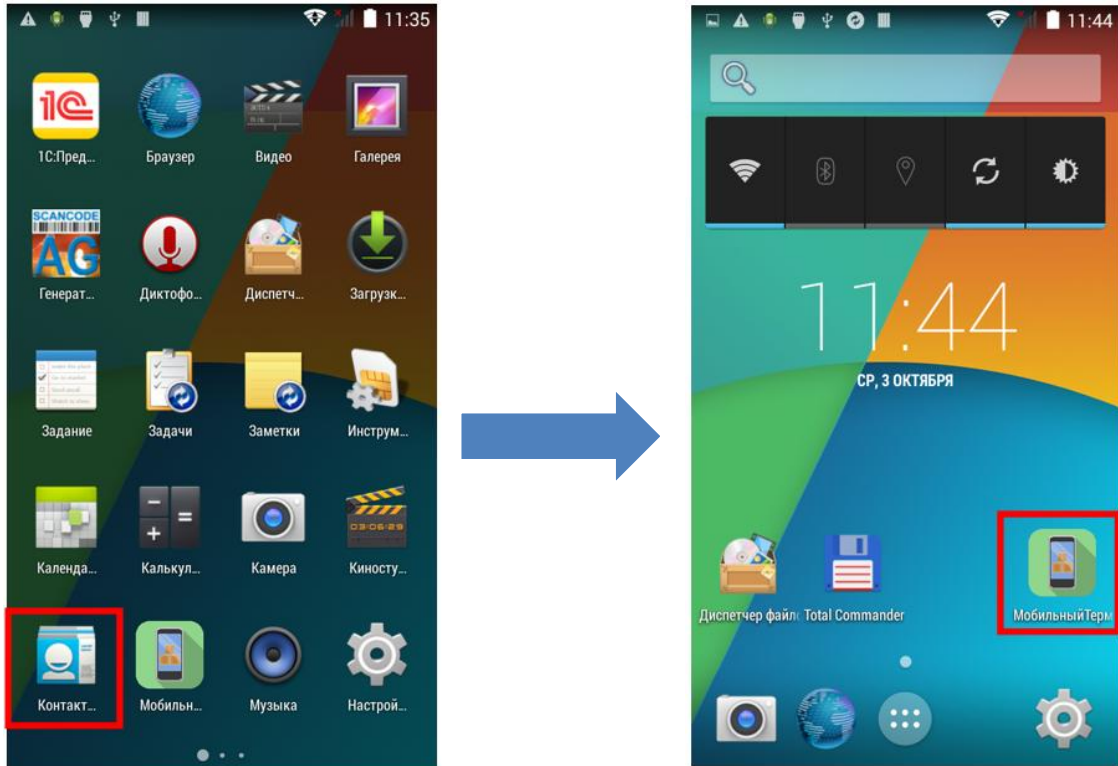 11:35
1С:Пред...
Браузер
Видео
Галерея
SCANCODE
AG
Генерат...
Диктофо...
Диспетч...
Загрузк...
Задание
Задачи
Заметки
Инструм...
Календа...
Калькул...
Камера
03:06:29
Киносту...
Контакт...
Мобильн...
Музыка
Настрой...
11:44
11:44
СР, 3 ОКТЯБРЯ
Диспетчер файло
Total Commander
МобильныйТерм